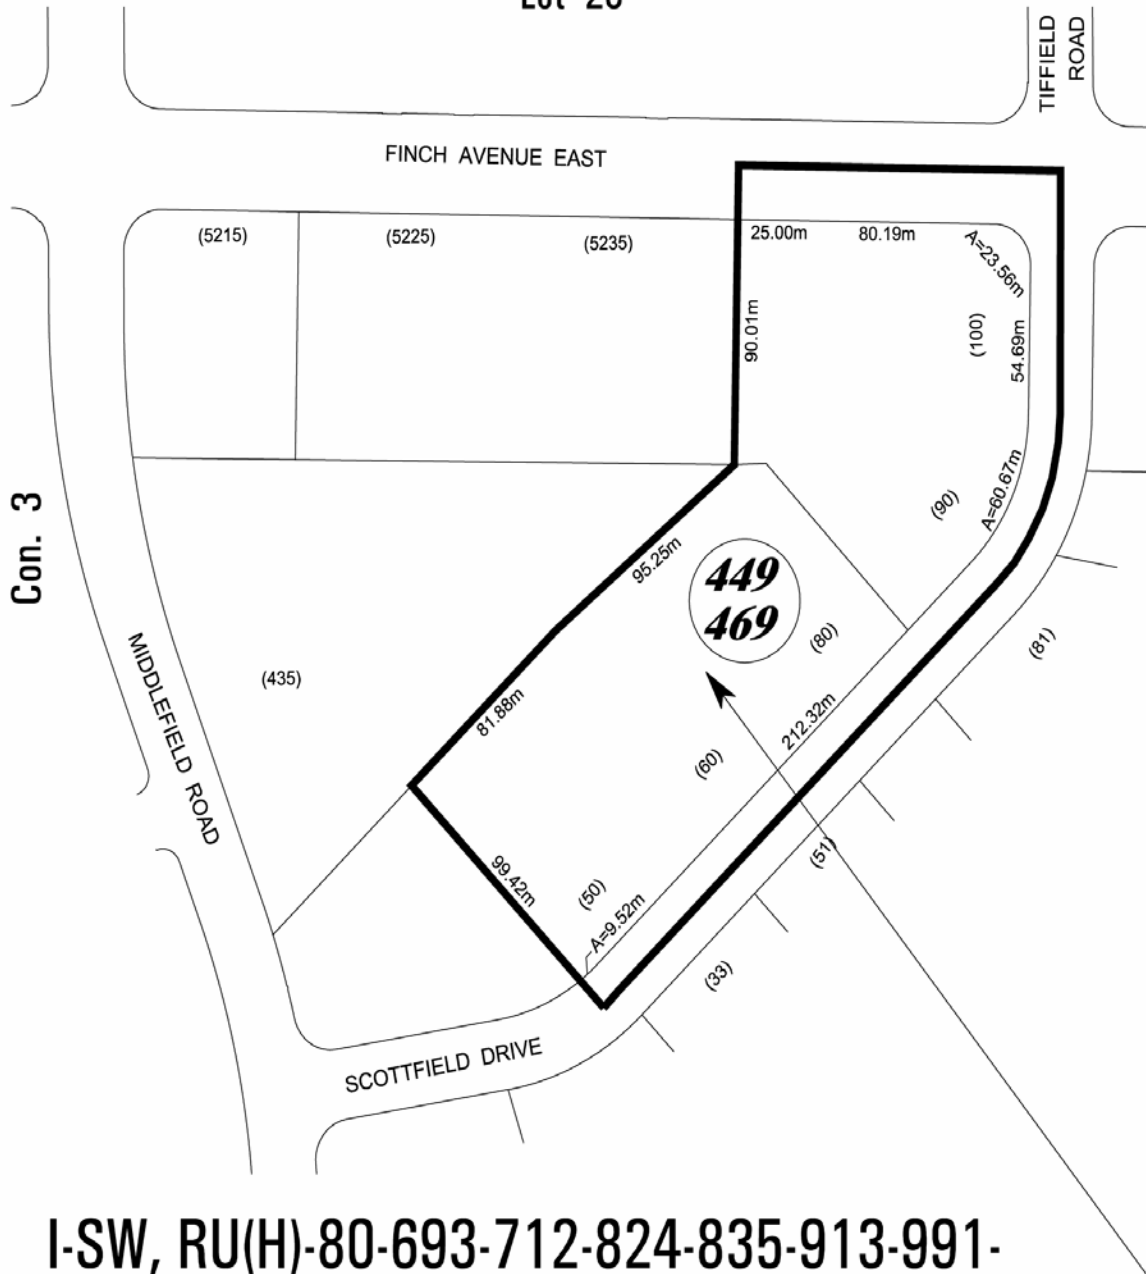 Lot 28
TIFFIELD
ROAD
FINCH AVENUE EAST
(5215)
(5225)
(5235)
25.00m
80.19m
A=23.56m
90.01m
(100)
54.69m
Con. 3
(90)
A=60.67m
95.25m
449
469
(80)
(81)
MIDDLEFIELD ROAD
(435)
81.88m
212.32m
(60)
(51)
99.42m
(50)
A=9.52m
(33)
SCOTTFIELD DRIVE
I-SW, RU(H)-80-693-712-824-835-913-991-